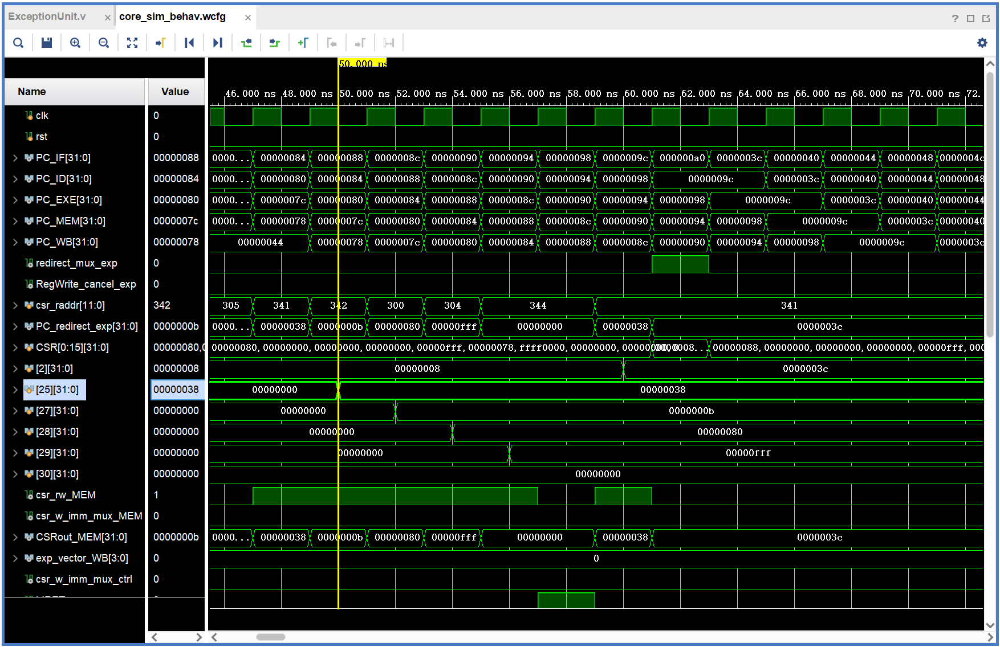 ExceptionUnit.v × core_sim_behav.wcfg × ?
50.000 ns
Name Value 46.000 ns 48.000 ns 50.000 ns 52.000 ns 54.000 ns 56.000 ns 58.000 ns 60.000 ns 62.000 ns 64.000 ns 66.000 ns 68.000 ns 70.000 ns 72.
clk 0
rst 0
PC_IF[31:0] 00000088 0000... 00000084 00000088 0000008c 00000090 00000094 00000098 0000009c 000000a0 0000003c 00000040 00000044 00000048 0000004c
PC_ID[31:0] 00000084 0000... 00000080 00000084 00000088 0000008c 00000090 00000094 00000098 0000009c 0000003c 00000040 00000044 00000048
PC_EXE[31:0] 00000080 0000... 0000007c 00000080 00000084 00000088 0000008c 00000090 00000094 00000098 0000009c 0000003c 00000040 00000044
PC_MEM[31:0] 0000007c 0000... 00000078 0000007c 00000080 00000084 00000088 0000008c 00000090 00000094 00000098 0000009c 0000003c 00000040
PC_WB[31:0] 00000078 00000044 00000078 0000007c 00000080 00000084 00000088 0000008c 00000090 00000094 00000098 0000009c 0000003c
redirect_mux_exp 0
RegWrite_cancel_exp 0
csr_raddr[11:0] 342 305 341 342 300 304 344 341
PC_redirect_exp[31:0] 0000000b 0000... 00000038 0000000b 00000080 00000fff 00000000 00000038 0000003c
CSR[0:15][31:0] 00000080,0 00000080,00000000,00000000,00000000,00000fff,00000078,ffff0000,00000000,00000 00000088,00000000,00000000,00000000,00000fff,000
[2][31:0] 00000008 00000008 0000003c
[25][31:0] 00000038 00000000 00000038
[27][31:0] 00000000 00000000 0000000b
[28][31:0] 00000000 00000000 00000080
[29][31:0] 00000000 00000000 00000fff
[30][31:0] 00000000 00000000
csr_rw_MEM 1
csr_w_imm_mux_MEM 0
CSRout_MEM[31:0] 0000000b 0000... 00000038 0000000b 00000080 00000fff 00000000 00000038 0000003c
exp_vector_WB[3:0] 0 0
csr_w_imm_mux_ctrl 0